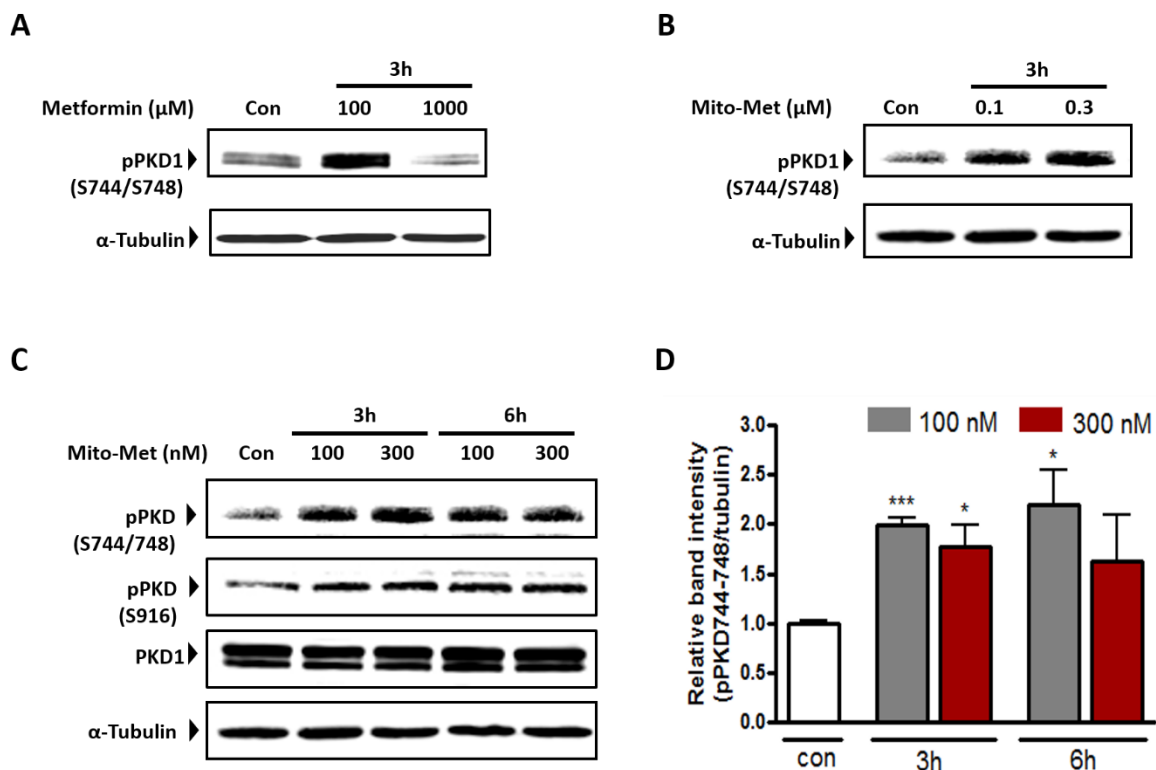 A
3h
Metformin (µM) Con 100 1000
pPKD1
(S744/S748)
α-Tubulin
B
3h
Mito-Met (µM) Con 0.1 0.3
pPKD1
(S744/S748)
α-Tubulin
C
3h 6h
Mito-Met (nM) Con 100 300 100 300
pPKD
(S744/748)
pPKD
(S916)
PKD1
α-Tubulin
D
100 nM 300 nM
Relative band intensity
(pPKD744-748/tubulin)
3.0
2.5
2.0
1.5
1.0
0.5
0.0
*** * *
con 3h 6h